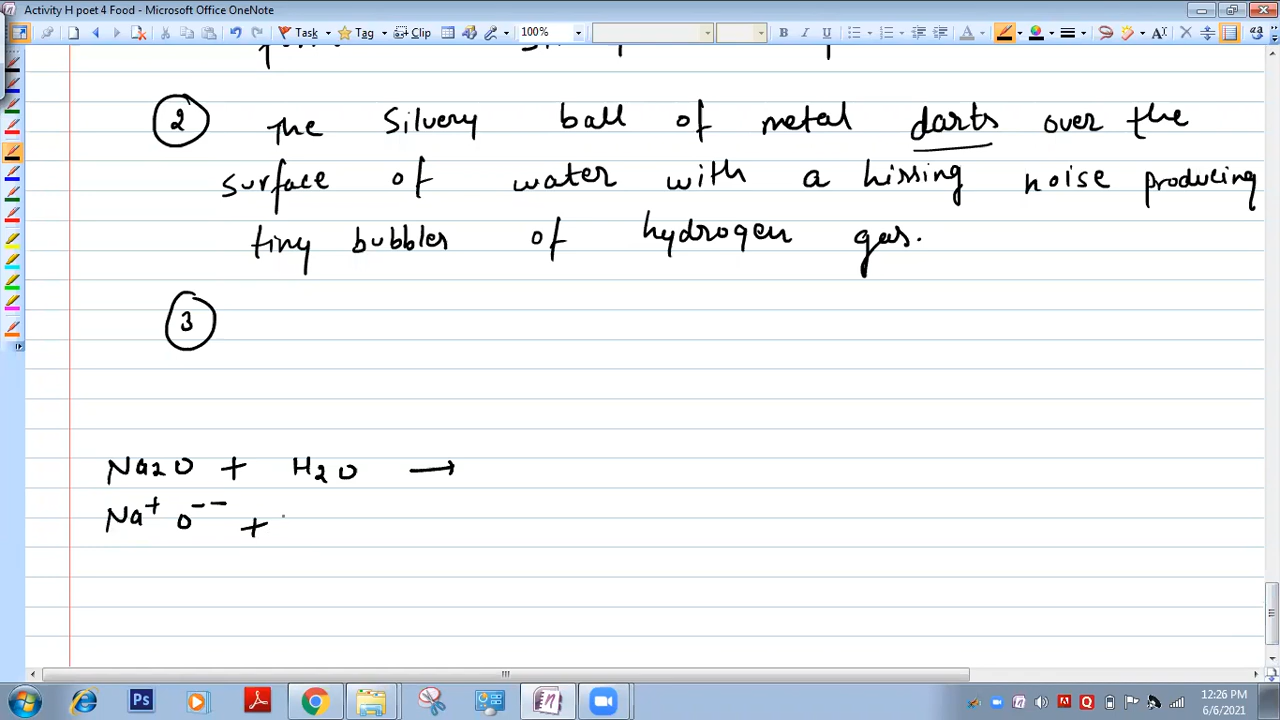 Activity H poet 4 Food - Microsoft Office OneNote
Task Tag Clip 100% B I U A
2 The silvery ball of metal darts over the
surface of water with a hissing noise producing
tiny bubbles of hydrogen gas.
3
Na2O + H2O →
Na+ O-- +
Ps
12:26 PM
6/6/2021